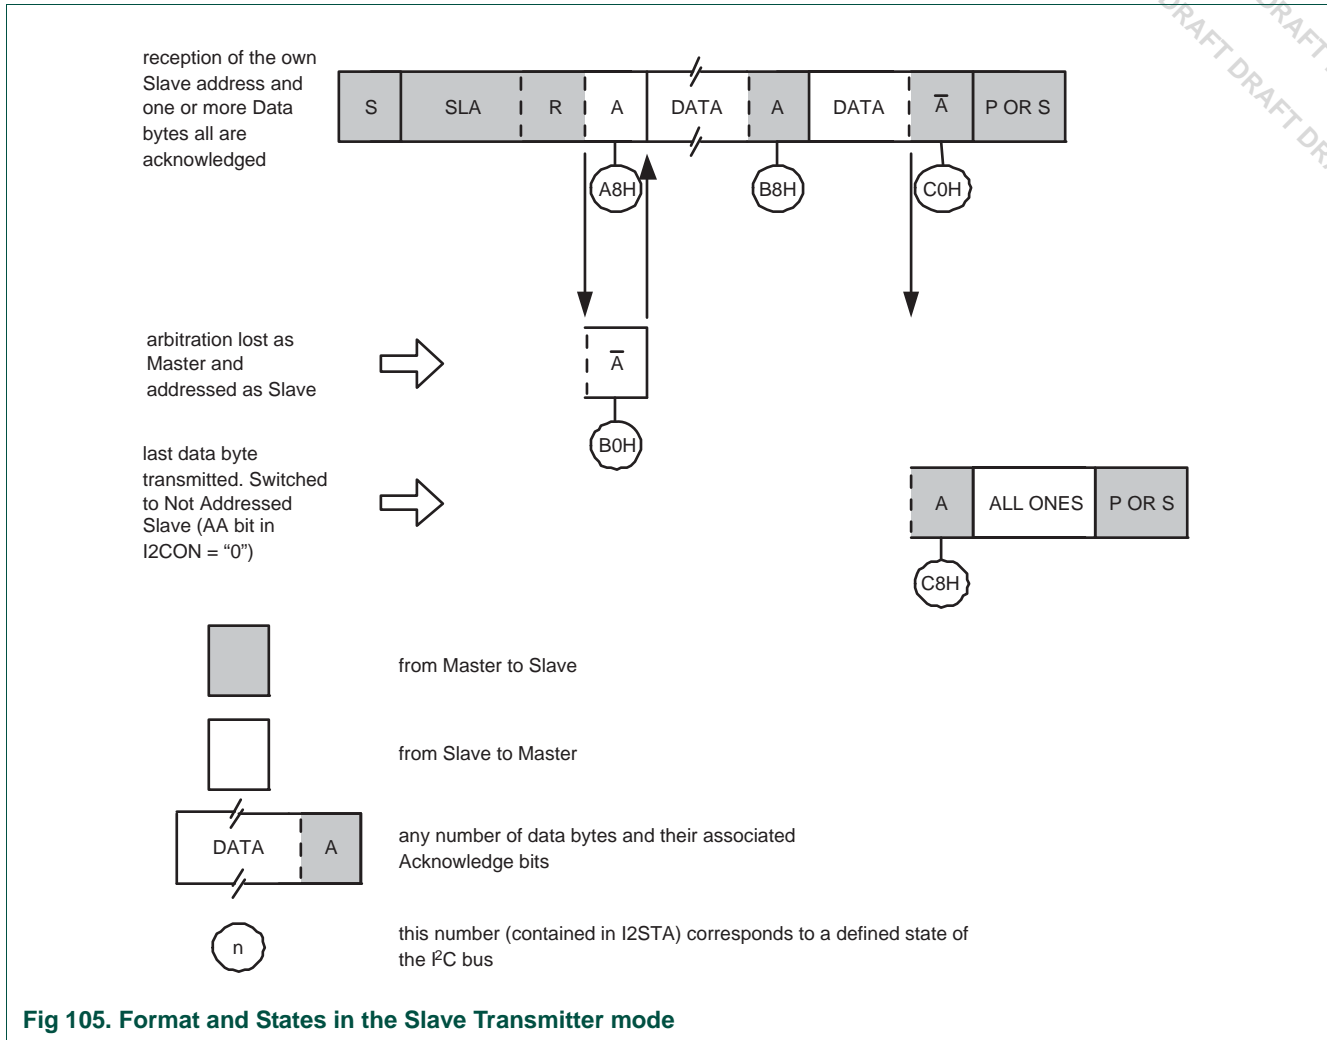 DRAFT DRAFT DRAFT
DRAFT
reception of the own
Slave address and
one or more Data
bytes all are
acknowledged
S SLA R A DATA A DATA A̅ P OR S
A8H B8H C0H
arbitration lost as
Master and
addressed as Slave
A̅
B0H
last data byte
transmitted. Switched
to Not Addressed
Slave (AA bit in
I2CON = “0”)
A ALL ONES P OR S
C8H
from Master to Slave
from Slave to Master
DATA A
any number of data bytes and their associated
Acknowledge bits
n
this number (contained in I2STA) corresponds to a defined state of
the I²C bus
Fig 105. Format and States in the Slave Transmitter mode